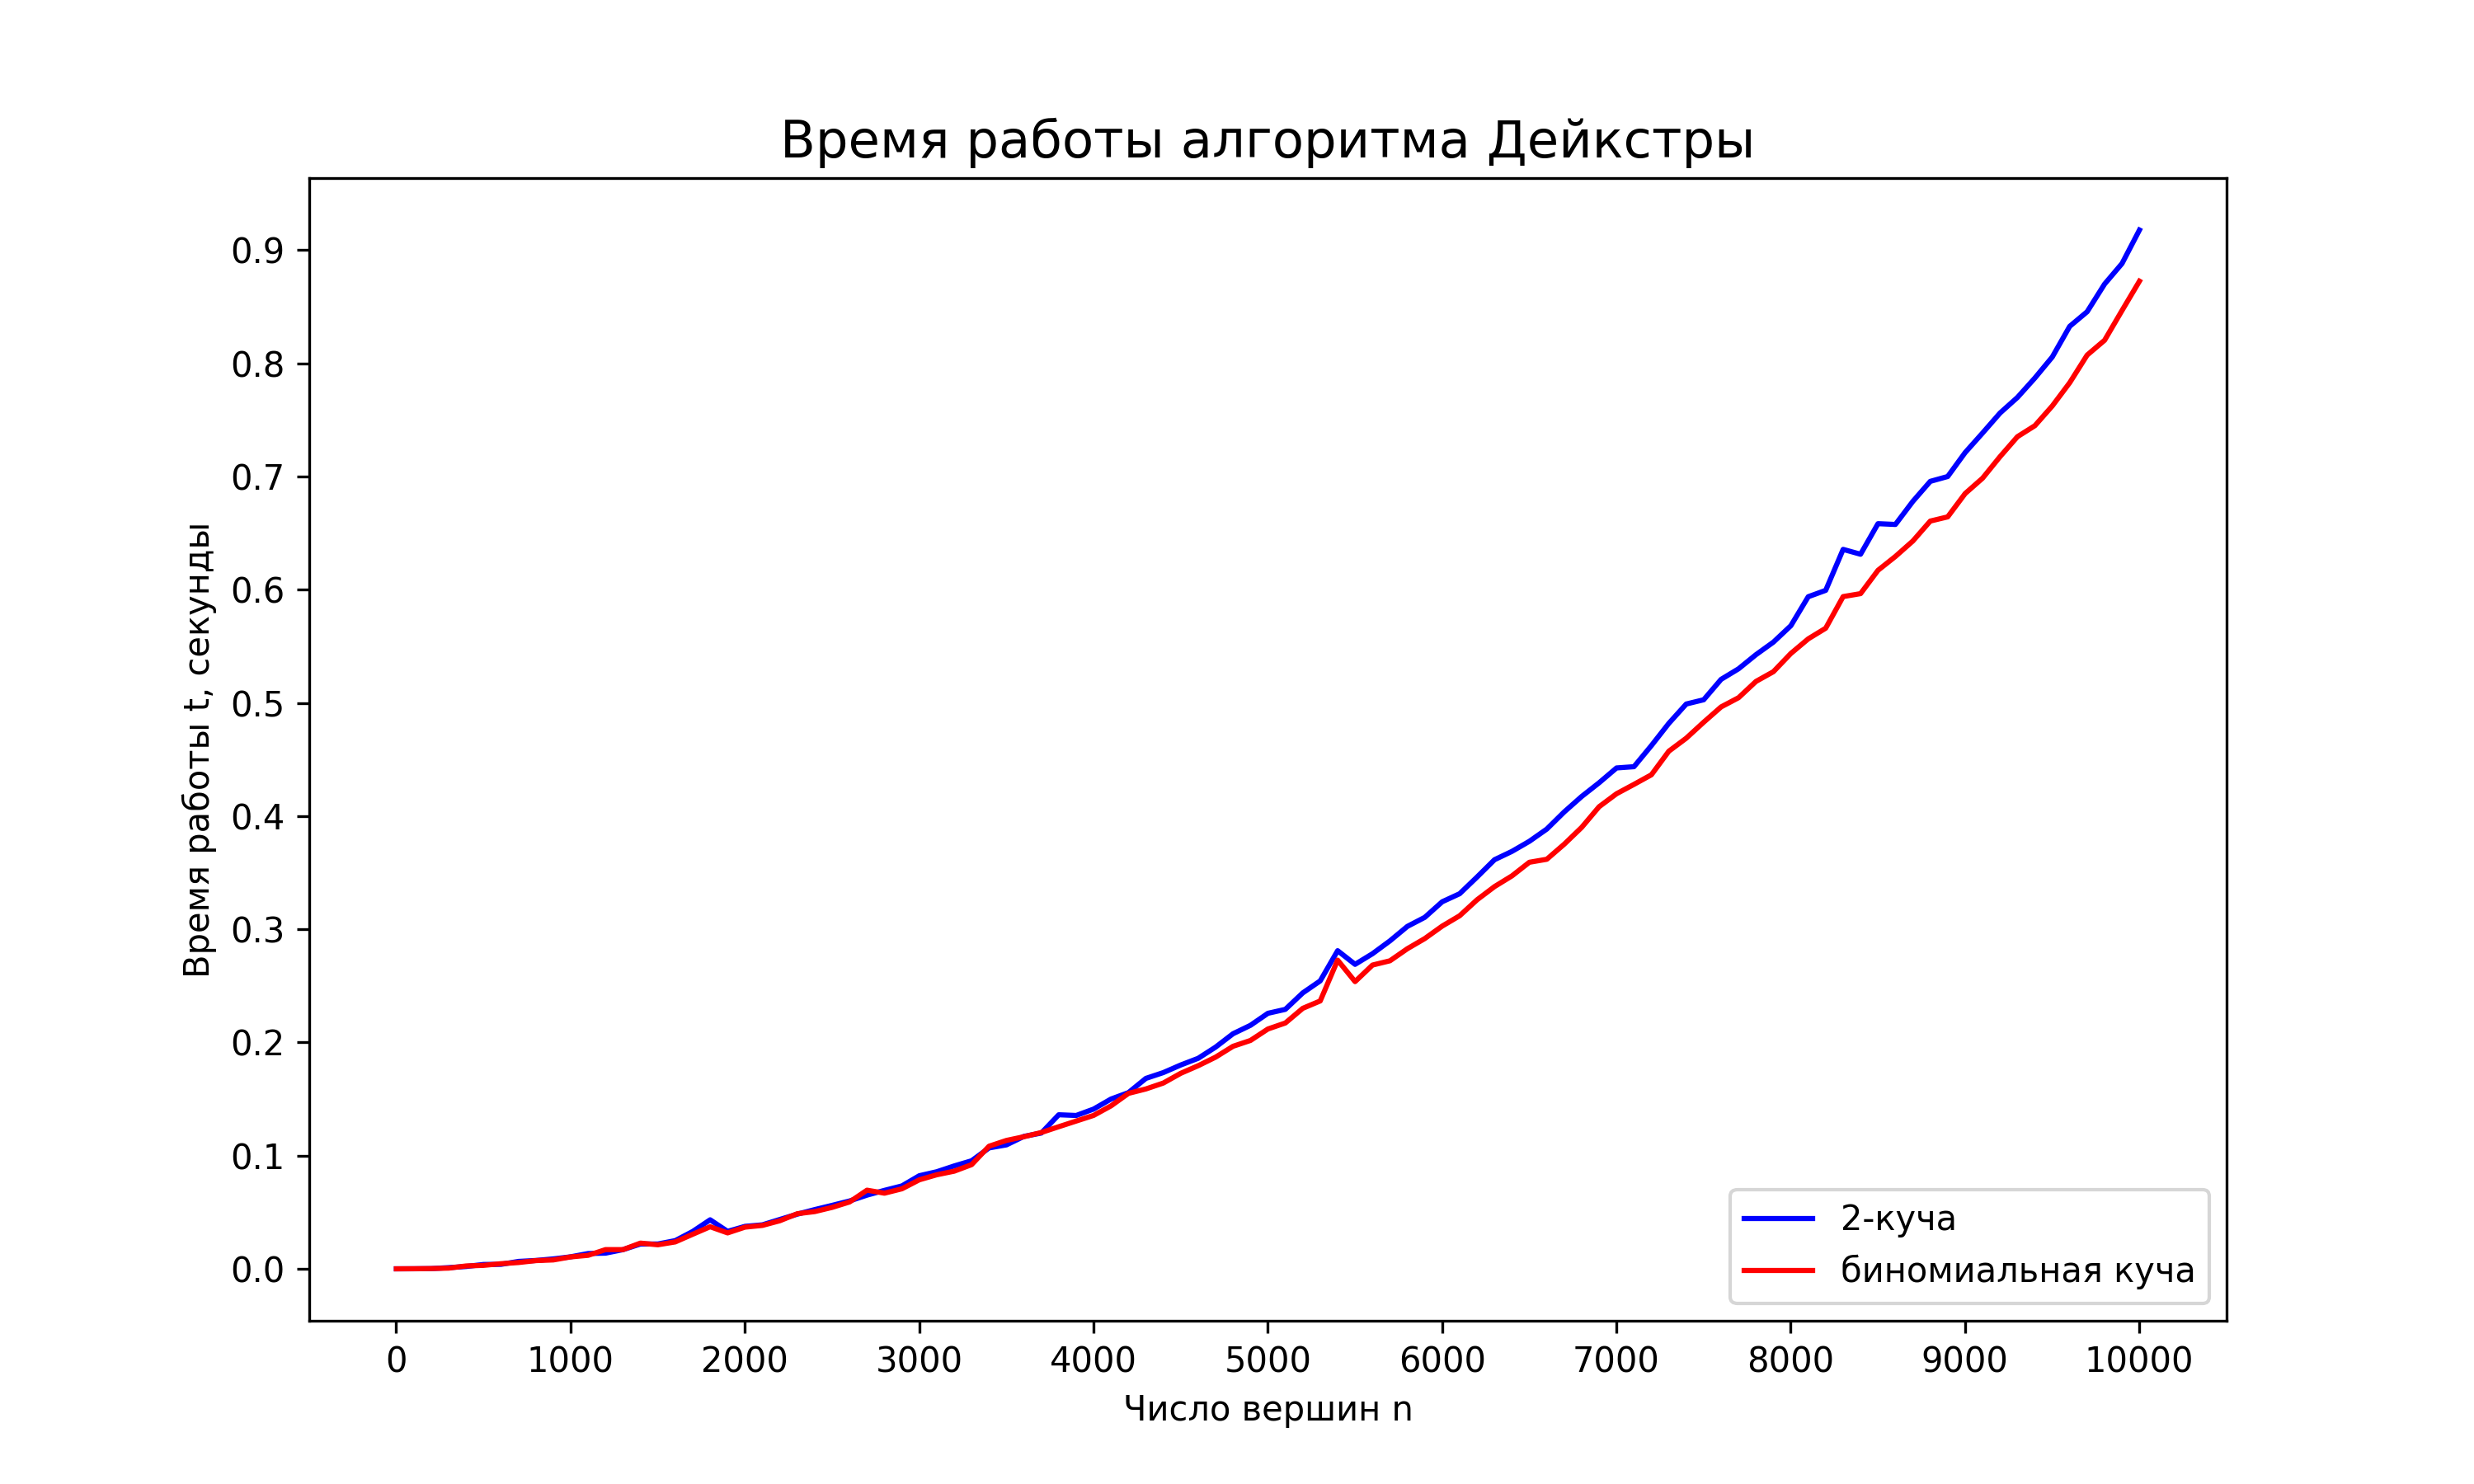 Время работы алгоритма Дейкстры
Время работы t, секунды
0.9
0.8
0.7
0.6
0.5
0.4
0.3
0.2
0.1
0.0
0 1000 2000 3000 4000 5000 6000 7000 8000 9000 10000
Число вершин n
2-куча
биномиальная куча